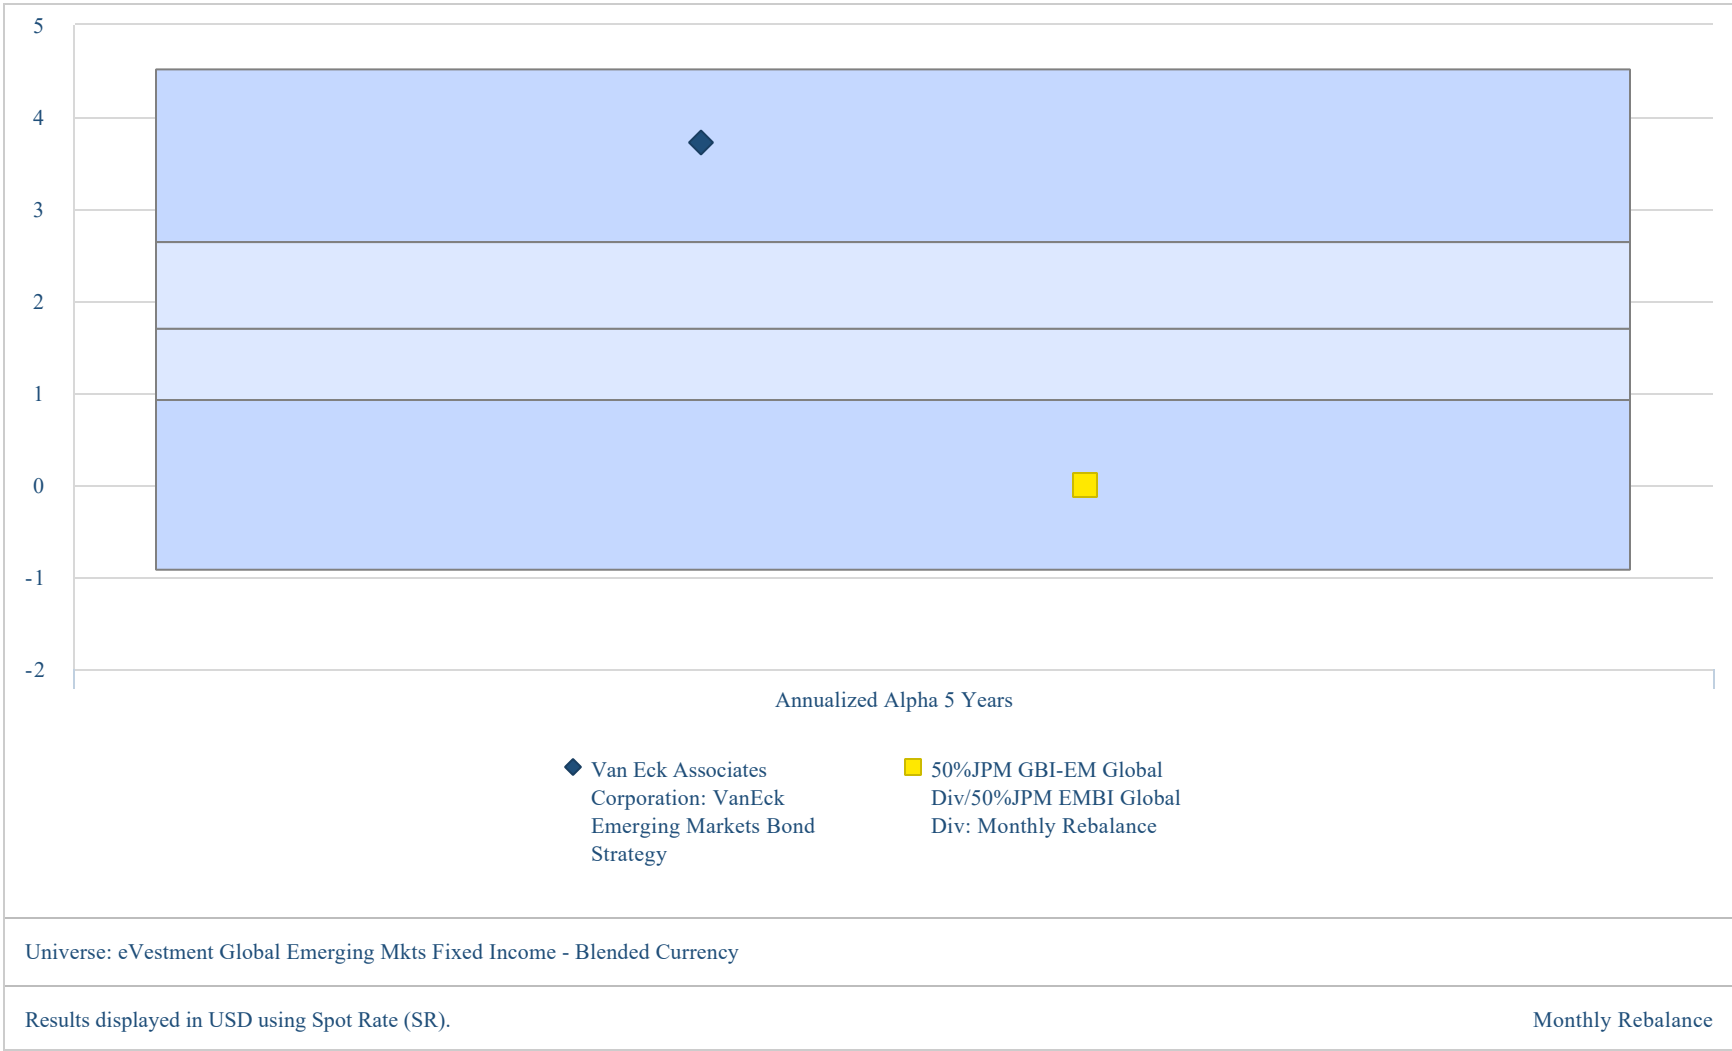 5
4
3
2
1
0
-1
-2
Annualized Alpha 5 Years
Van Eck Associates
Corporation: VanEck
Emerging Markets Bond
Strategy
50%JPM GBI-EM Global
Div/50%JPM EMBI Global
Div: Monthly Rebalance
Universe: eVestment Global Emerging Mkts Fixed Income - Blended Currency
Results displayed in USD using Spot Rate (SR).
Monthly Rebalance